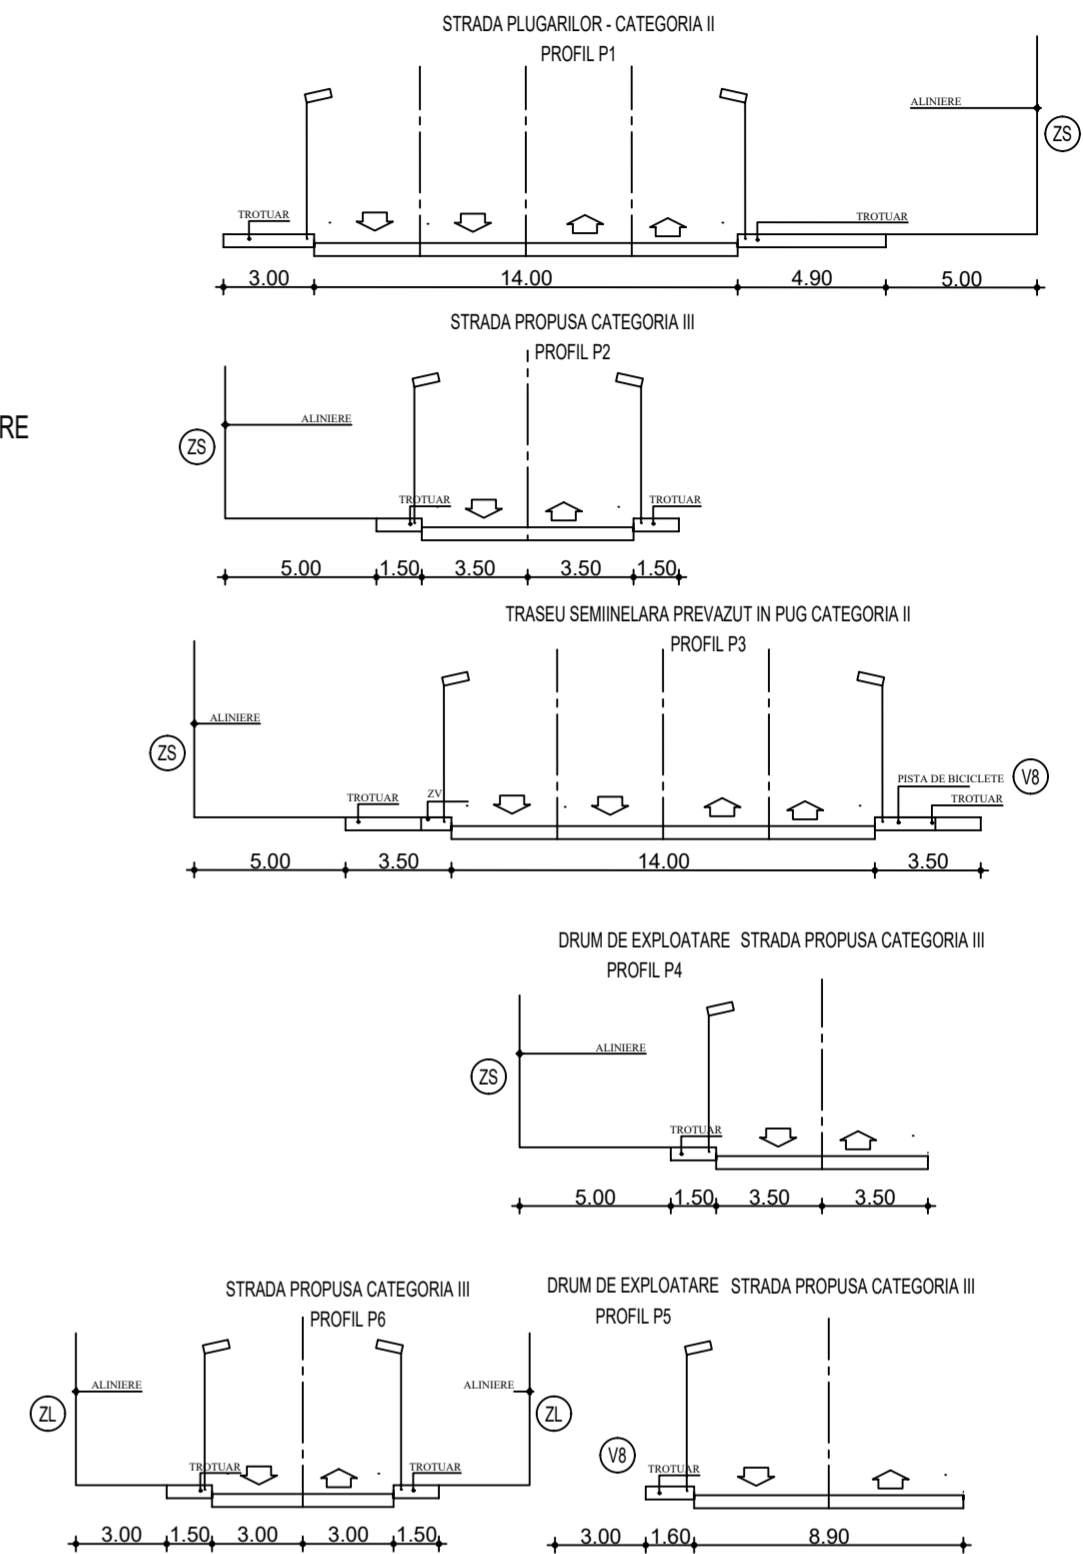 STRADA PLUGARILOR - CATEGORIA II
PROFIL P1
ALINIERE
ZS
TROTUAR
TROTUAR
3.00 14.00 4.90 5.00
STRADA PROPUSA CATEGORIA III
PROFIL P2
RE
ALINIERE
ZS
TROTUAR
TROTUAR
5.00 1.50 3.50 3.50 1.50
TRASEU SEMIINELARA PREVAZUT IN PUG CATEGORIA II
PROFIL P3
ALINIERE
ZS
PISTA DE BICICLETE
V8
TROTUAR
ZV
TROTUAR
5.00 3.50 14.00 3.50
DRUM DE EXPLOATARE STRADA PROPUSA CATEGORIA III
PROFIL P4
ALINIERE
ZS
TROTUAR
5.00 1.50 3.50 3.50
STRADA PROPUSA CATEGORIA III
PROFIL P6
ALINIERE
ALINIERE
ZL
ZL
TROTUAR
TROTUAR
3.00 1.50 3.00 3.00 1.50
DRUM DE EXPLOATARE STRADA PROPUSA CATEGORIA III
PROFIL P5
V8
TROTUAR
3.00 1.60 8.90